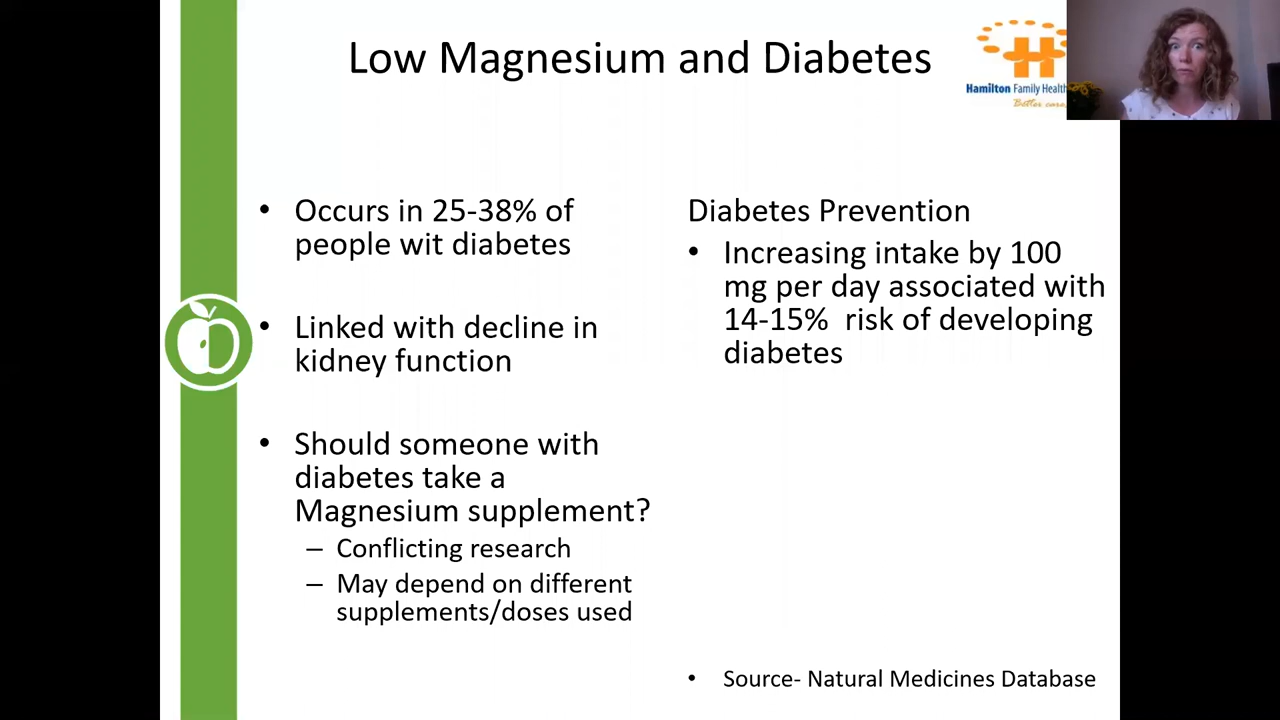 Low Magnesium and Diabetes
Hamilton Family Health
Better care,
• Occurs in 25-38% of
people wit diabetes
• Linked with decline in
kidney function
• Should someone with
diabetes take a
Magnesium supplement?
– Conflicting research
– May depend on different
supplements/doses used
Diabetes Prevention
• Increasing intake by 100
mg per day associated with
14-15% risk of developing
diabetes
• Source- Natural Medicines Database